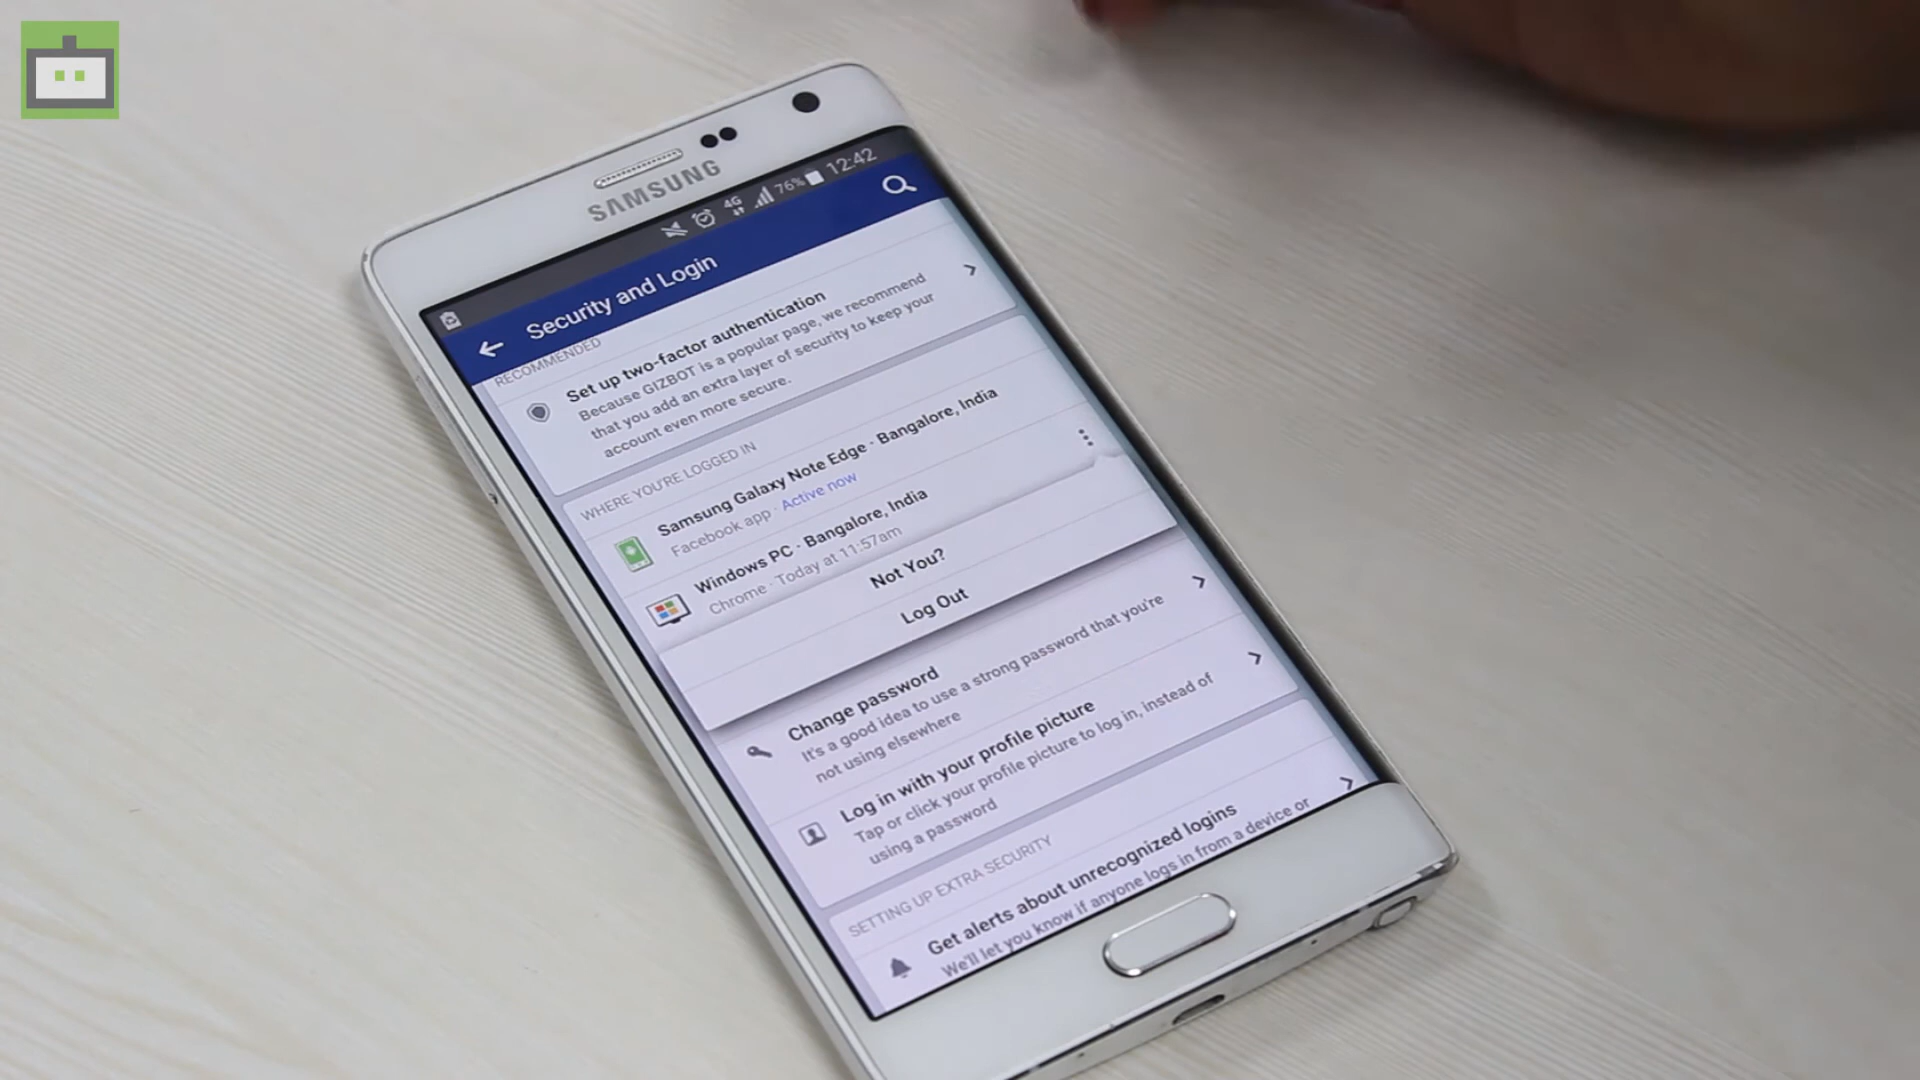 SAMSUNG
4G 76% 12:42
Security and Login
RECOMMENDED
Set up two-factor authentication
Because GIZBOT is a popular page, we recommend
that you add an extra layer of security to keep your
account even more secure.
WHERE YOU'RE LOGGED IN
Samsung Galaxy Note Edge · Bangalore, India
Facebook app · Active now
Windows PC · Bangalore, India
Chrome · Today at 11:57am
Not You?
Log Out
Change password
It's a good idea to use a strong password that you're
not using elsewhere
Log in with your profile picture
Tap or click your profile picture to log in, instead of
using a password
SETTING UP EXTRA SECURITY
Get alerts about unrecognized logins
We'll let you know if anyone logs in from a device or